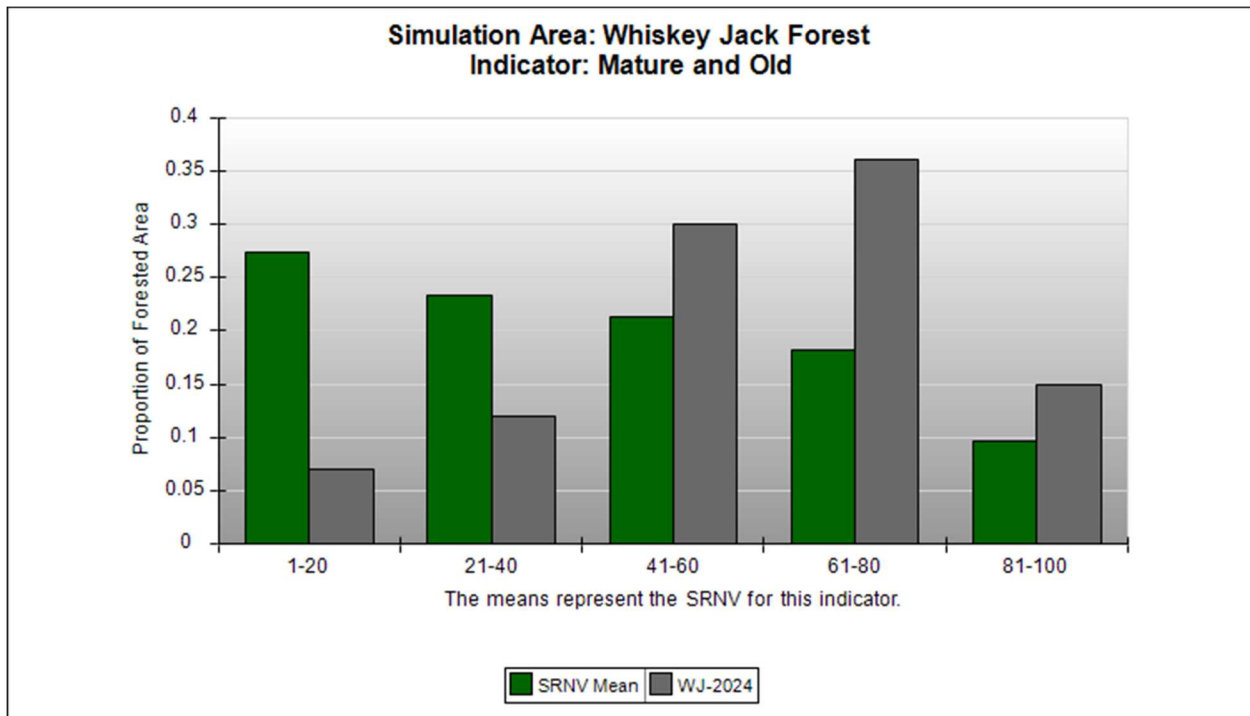 Simulation Area: Whiskey Jack Forest
Indicator: Mature and Old
Proportion of Forested Area
0.4
0.35
0.3
0.25
0.2
0.15
0.1
0.05
0
1-20 21-40 41-60 61-80 81-100
The means represent the SRNV for this indicator.
SRNV Mean WJ-2024